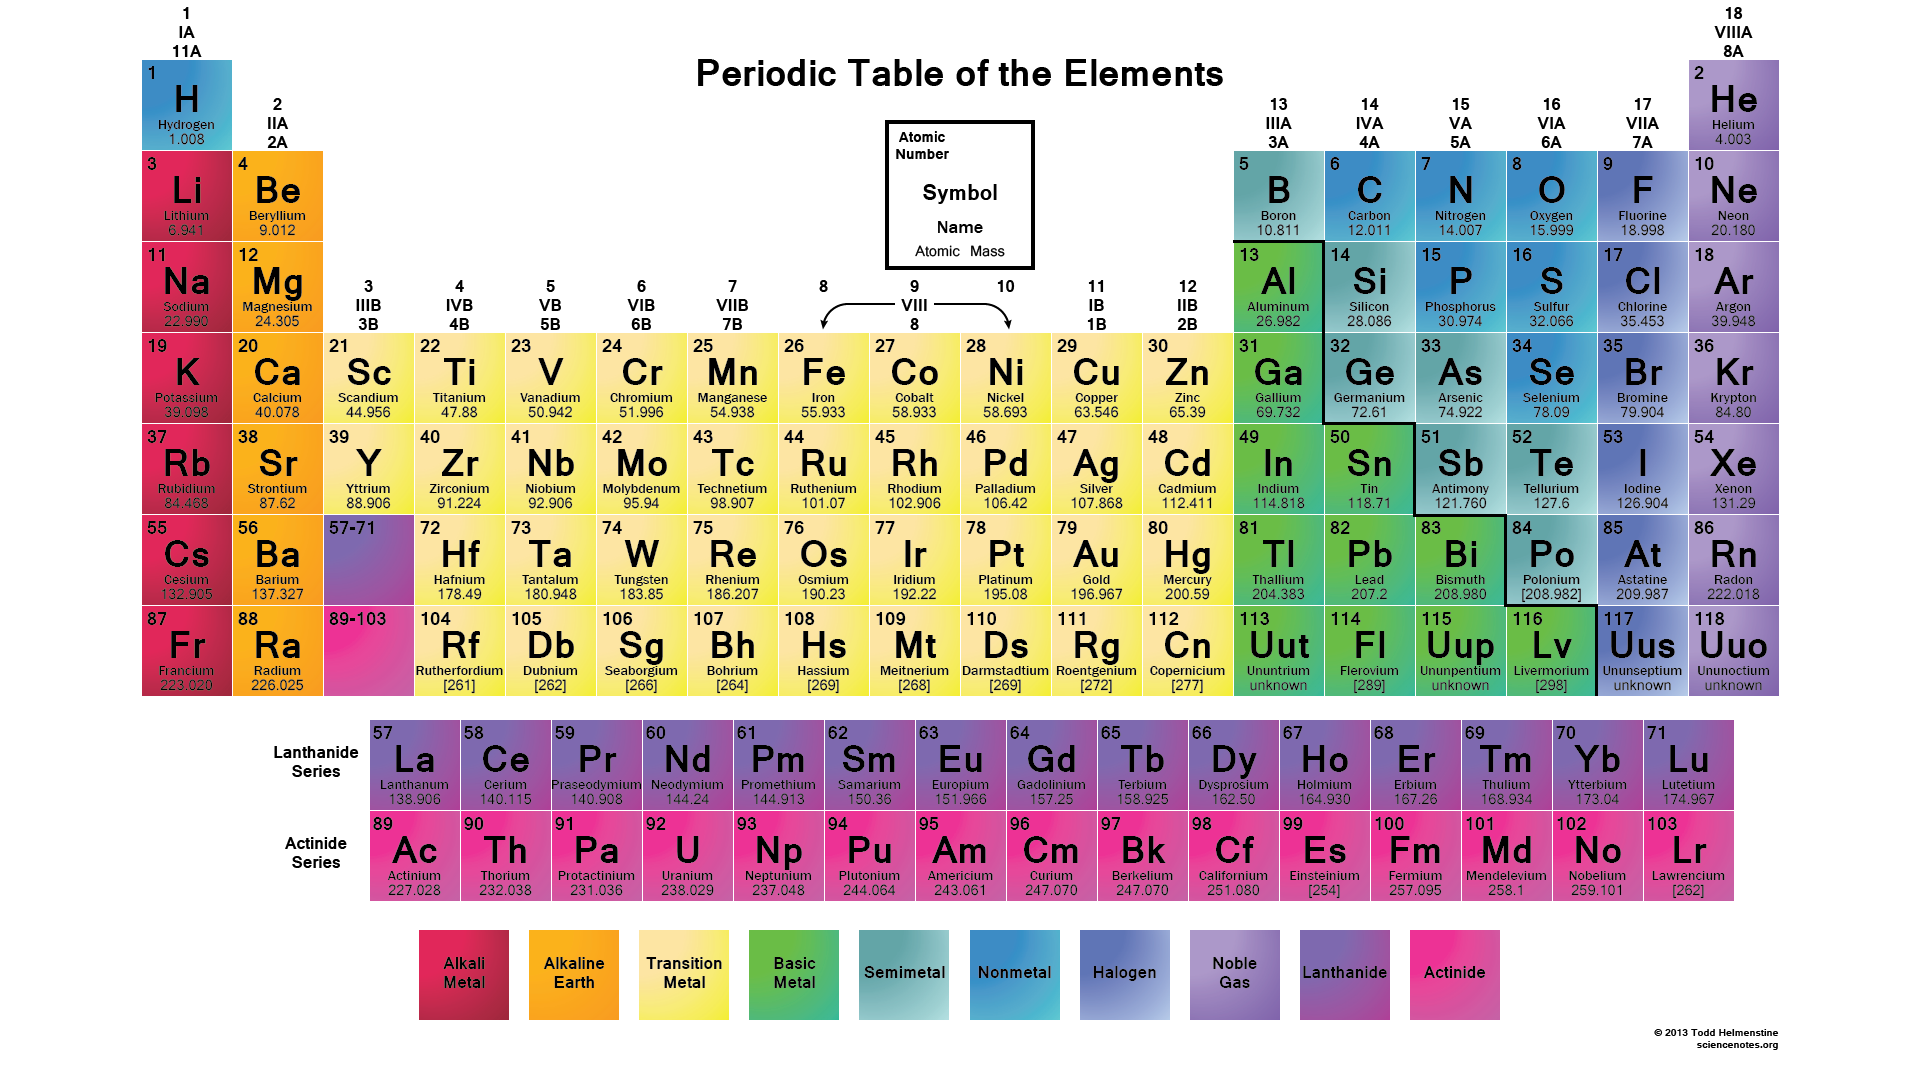 1
IA
11A
18
VIIIA
8A
Periodic Table of the Elements
1
H
Hydrogen
1.008
2
IIA
2A
13
IIIA
3A
14
IVA
4A
15
VA
5A
16
VIA
6A
17
VIIA
7A
2
He
Helium
4.003
Atomic
Number
Symbol
Name
Atomic Mass
3
Li
Lithium
6.941
4
Be
Beryllium
9.012
5
B
Boron
10.811
6
C
Carbon
12.011
7
N
Nitrogen
14.007
8
O
Oxygen
15.999
9
F
Fluorine
18.998
10
Ne
Neon
20.180
11
Na
Sodium
22.990
12
Mg
Magnesium
24.305
3
IIIB
3B
4
IVB
4B
5
VB
5B
6
VIB
6B
7
VIIB
7B
8
9
10
VIII
8
11
IB
1B
12
IIB
2B
13
Al
Aluminum
26.982
14
Si
Silicon
28.086
15
P
Phosphorus
30.974
16
S
Sulfur
32.066
17
Cl
Chlorine
35.453
18
Ar
Argon
39.948
19
K
Potassium
39.098
20
Ca
Calcium
40.078
21
Sc
Scandium
44.956
22
Ti
Titanium
47.88
23
V
Vanadium
50.942
24
Cr
Chromium
51.996
25
Mn
Manganese
54.938
26
Fe
Iron
55.933
27
Co
Cobalt
58.933
28
Ni
Nickel
58.693
29
Cu
Copper
63.546
30
Zn
Zinc
65.39
31
Ga
Gallium
69.732
32
Ge
Germanium
72.61
33
As
Arsenic
74.922
34
Se
Selenium
78.09
35
Br
Bromine
79.904
36
Kr
Krypton
84.80
37
Rb
Rubidium
84.468
38
Sr
Strontium
87.62
39
Y
Yttrium
88.906
40
Zr
Zirconium
91.224
41
Nb
Niobium
92.906
42
Mo
Molybdenum
95.94
43
Tc
Technetium
98.907
44
Ru
Ruthenium
101.07
45
Rh
Rhodium
102.906
46
Pd
Palladium
106.42
47
Ag
Silver
107.868
48
Cd
Cadmium
112.411
49
In
Indium
114.818
50
Sn
Tin
118.71
51
Sb
Antimony
121.760
52
Te
Tellurium
127.6
53
I
Iodine
126.904
54
Xe
Xenon
131.29
55
Cs
Cesium
132.905
56
Ba
Barium
137.327
57-71
72
Hf
Hafnium
178.49
73
Ta
Tantalum
180.948
74
W
Tungsten
183.85
75
Re
Rhenium
186.207
76
Os
Osmium
190.23
77
Ir
Iridium
192.22
78
Pt
Platinum
195.08
79
Au
Gold
196.967
80
Hg
Mercury
200.59
81
Tl
Thallium
204.383
82
Pb
Lead
207.2
83
Bi
Bismuth
208.980
84
Po
Polonium
[208.982]
85
At
Astatine
209.987
86
Rn
Radon
222.018
87
Fr
Francium
223.020
88
Ra
Radium
226.025
89-103
104
Rf
Rutherfordium
[261]
105
Db
Dubnium
[262]
106
Sg
Seaborgium
[266]
107
Bh
Bohrium
[264]
108
Hs
Hassium
[269]
109
Mt
Meitnerium
[268]
110
Ds
Darmstadtium
[269]
111
Rg
Roentgenium
[272]
112
Cn
Copernicium
[277]
113
Uut
Ununtrium
unknown
114
Fl
Flerovium
[289]
115
Uup
Ununpentium
unknown
116
Lv
Livermorium
[298]
117
Uus
Ununseptium
unknown
118
Uuo
Ununoctium
unknown
Lanthanide
Series
57
La
Lanthanum
138.906
58
Ce
Cerium
140.115
59
Pr
Praseodymium
140.908
60
Nd
Neodymium
144.24
61
Pm
Promethium
144.913
62
Sm
Samarium
150.36
63
Eu
Europium
151.966
64
Gd
Gadolinium
157.25
65
Tb
Terbium
158.925
66
Dy
Dysprosium
162.50
67
Ho
Holmium
164.930
68
Er
Erbium
167.26
69
Tm
Thulium
168.934
70
Yb
Ytterbium
173.04
71
Lu
Lutetium
174.967
Actinide
Series
89
Ac
Actinium
227.028
90
Th
Thorium
232.038
91
Pa
Protactinium
231.036
92
U
Uranium
238.029
93
Np
Neptunium
237.048
94
Pu
Plutonium
244.064
95
Am
Americium
243.061
96
Cm
Curium
247.070
97
Bk
Berkelium
247.070
98
Cf
Californium
251.080
99
Es
Einsteinium
[254]
100
Fm
Fermium
257.095
101
Md
Mendelevium
258.1
102
No
Nobelium
259.101
103
Lr
Lawrencium
[262]
Alkali
Metal
Alkaline
Earth
Transition
Metal
Basic
Metal
Semimetal
Nonmetal
Halogen
Noble
Gas
Lanthanide
Actinide
© 2013 Todd Helmenstine
sciencenotes.org